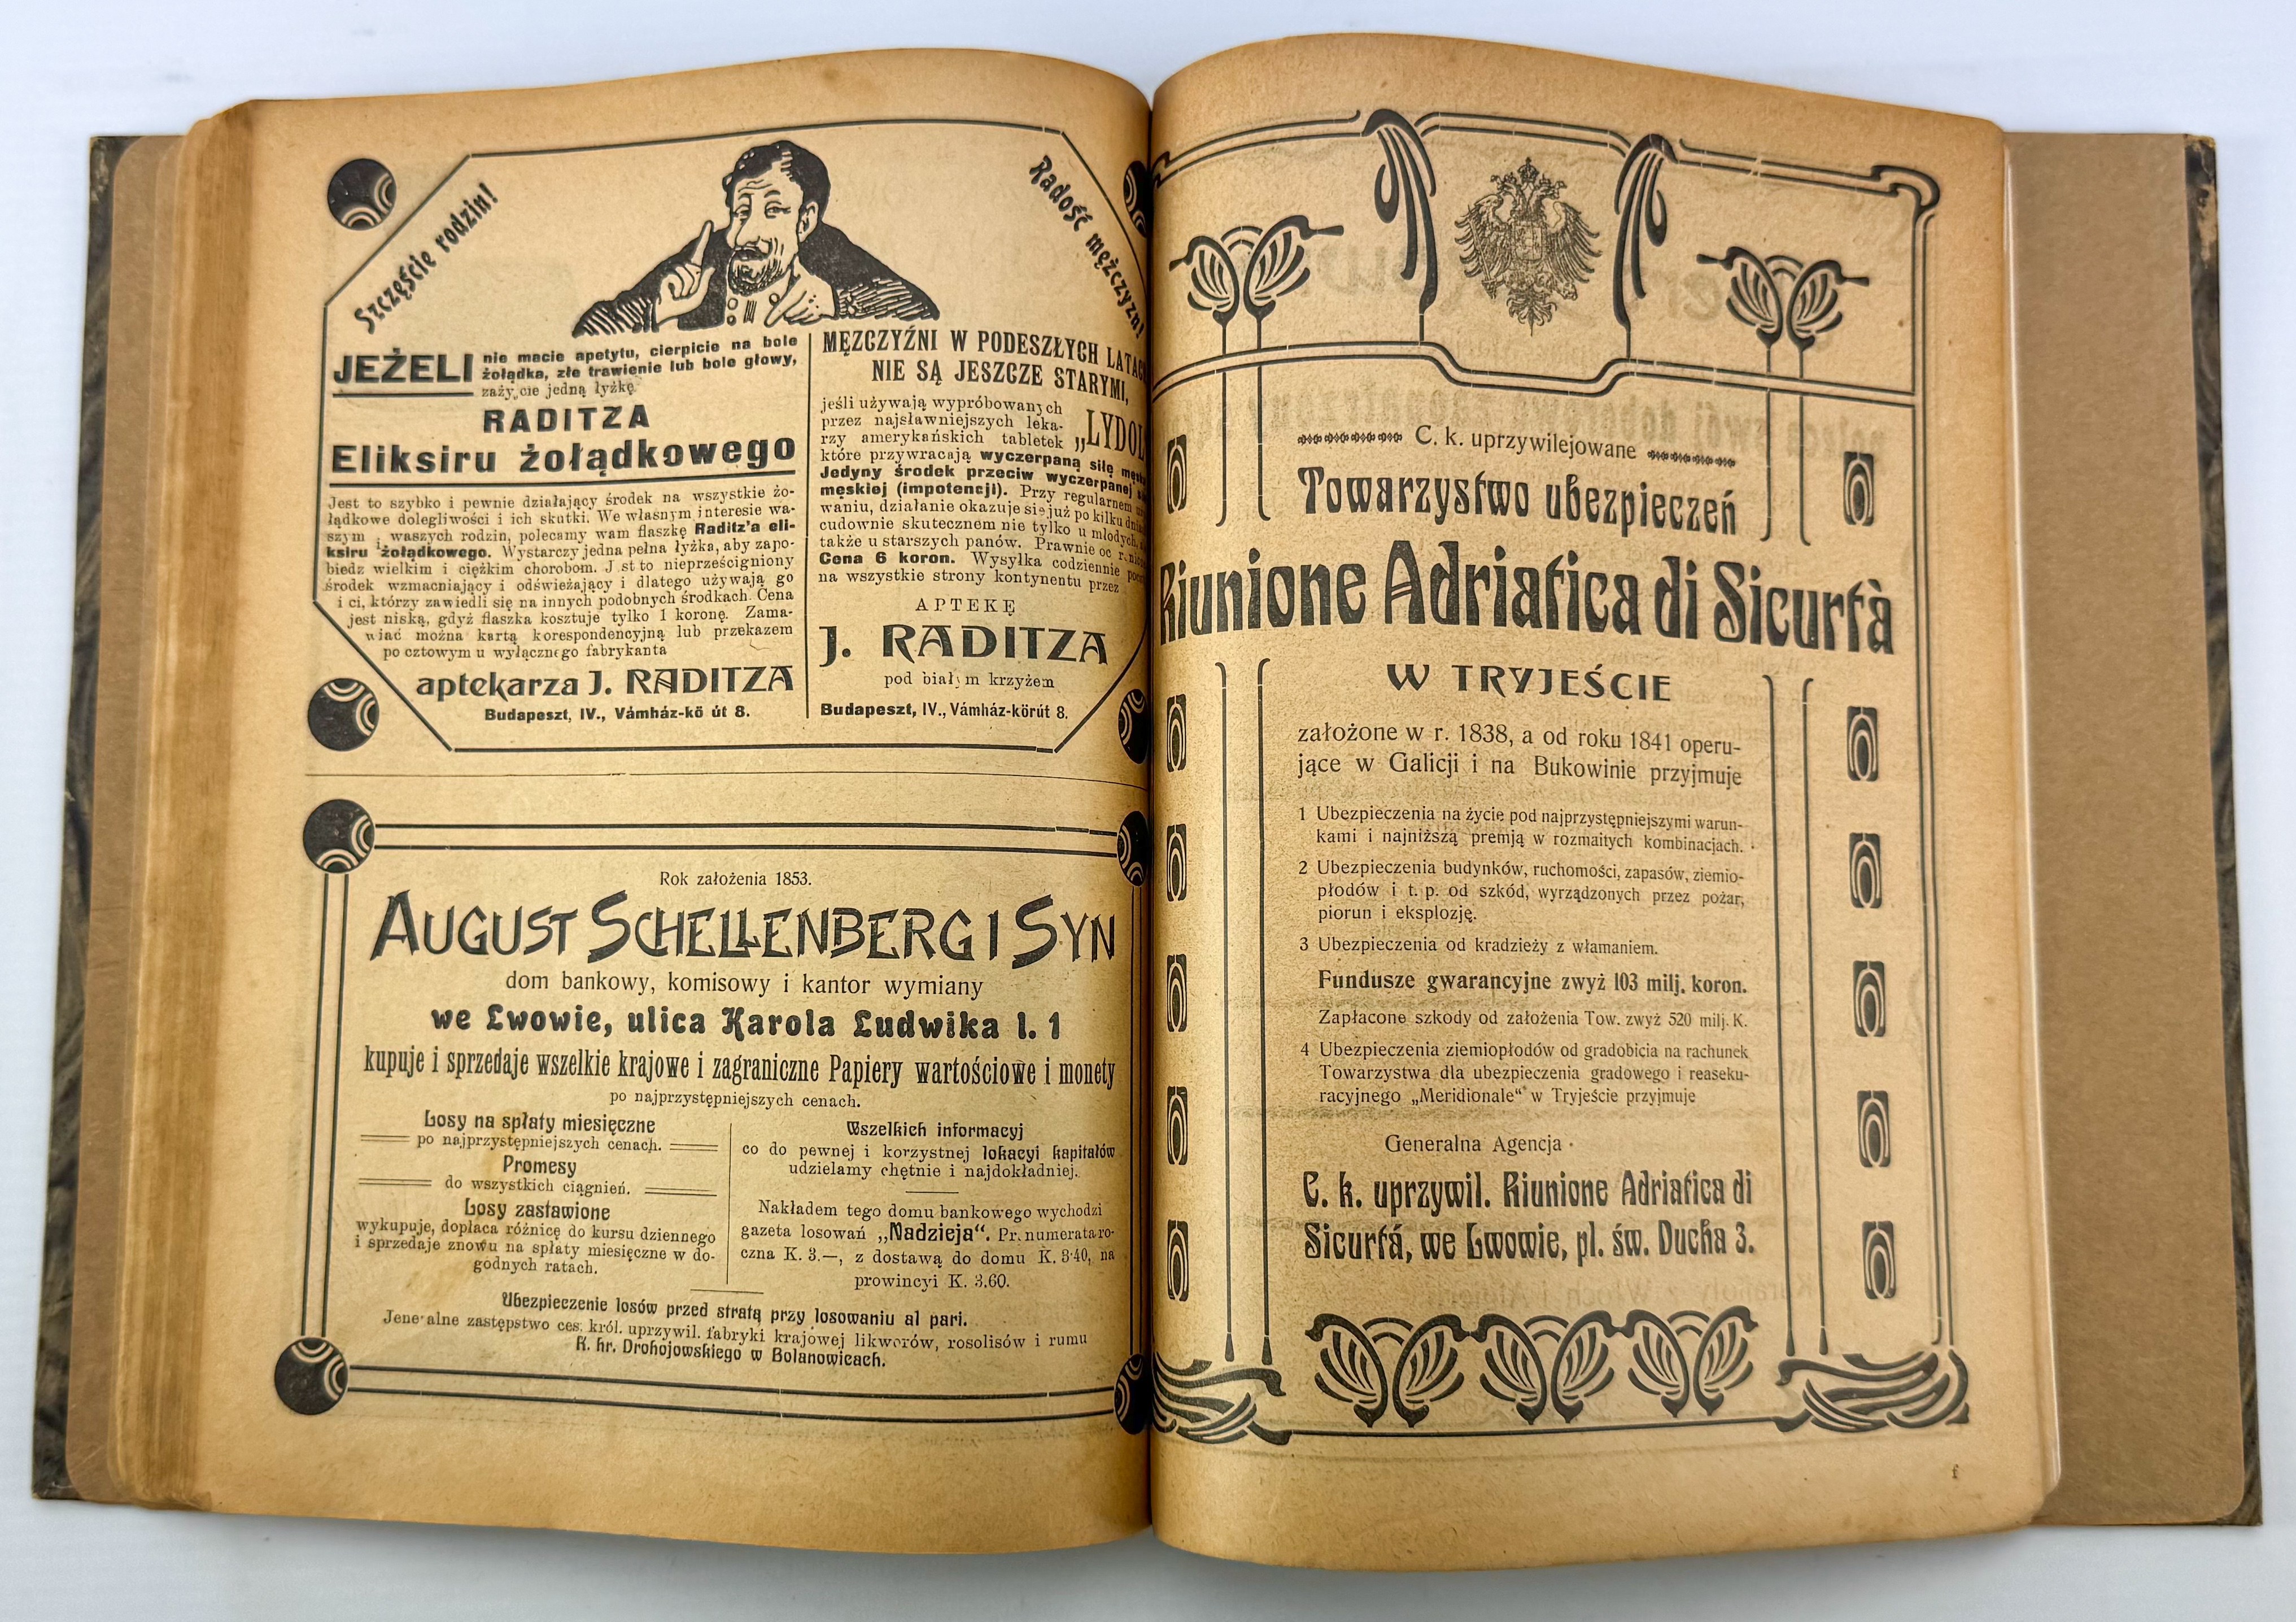 Szczęście rodzin!
Radość mężczyzn!
JEŻELI nie macie apetytu, cierpicie na bole
żołądka, złe trawienie lub bole głowy,
zażyjcie jedną łyżkę
RADITZA
Eliksiru żołądkowego
Jest to szybko i pewnie działający środek na wszystkie żo-
łądkowe dolegliwości i ich skutki. We własnym interesie wa-
szym i waszych rodzin, polecamy wam flaszkę Raditz'a eli-
ksiru żołądkowego. Wystarczy jedna pełna łyżka, aby zapo-
biedz wielkim i ciężkim chorobom. J st to nieprześcigniony
środek wzmacniający i odświeżający i dlatego używają go
i ci, którzy zawiedli się na innych podobnych środkach. Cena
jest niską, gdyż flaszka kosztuje tylko 1 koronę. Zama-
wiać można kartą korespondencyjną lub przekazem
pocztowym u wyłącznego fabrykanta
aptekarza J. RADITZA
Budapeszt, IV., Vámház-kö út 8.
MĘZCZYŹNI W PODESZŁYCH LATACH
NIE SĄ JESZCZE STARYMI,
jeśli używają wypróbowanych
przez najsławniejszych leka-
rzy amerykańskich tabletek „LYDOL
które przywracają wyczerpaną siłę
Jedyny środek przeciw wyczerpanej
męskiej (impotencji). Przy regularnem
waniu, działanie okazuje się już po kilku dniach
cudownie skutecznem nie tylko u młodych,
także u starszych panów. Prawnie
Cena 6 koron. Wysyłka codziennie
na wszystkie strony kontynentu przez
APTEKĘ
J. RADITZA
pod białym krzyżem
Budapeszt, IV., Vámház-körút 8.
Rok założenia 1853.
AUGUST SCHELLENBERG I SYN
dom bankowy, komisowy i kantor wymiany
we Lwowie, ulica Karola Ludwika l. 1
kupuje i sprzedaje wszelkie krajowe i zagraniczne Papiery wartościowe i monety
po najprzystępniejszych cenach.
Losy na spłaty miesięczne
po najprzystępniejszych cenach.
Promesy
do wszystkich ciągnień.
Losy zastawione
wykupuje, dopłaca różnicę do kursu dziennego
i sprzedaje znowu na spłaty miesięczne w do-
godnych ratach.
Wszelkich informacyj
co do pewnej i korzystnej lokacyi kapitałów
udzielamy chętnie i najdokładniej.
Nakładem tego domu bankowego wychodzi
gazeta losowań „Nadzieja“. Pr.numerata ro-
czna K. 3.—, z dostawą do domu K. 3·40, na
prowincyi K. 3.60.
Ubezpieczenie losów przed stratą przy losowaniu al pari.
Jene alne zastępstwo ces. król. uprzywil. fabryki krajowej likworów, rosolisów i rumu
K. hr. Drohojowskiego w Bolanowicach.
C. k. uprzywilejowane
Towarzystwo ubezpieczeń
Riunione Adriatica di Sicurtà
W TRYJEŚCIE
założone w r. 1838, a od roku 1841 operu-
jące w Galicji i na Bukowinie przyjmuje
1 Ubezpieczenia na życie pod najprzystępniejszymi warun-
kami i najniższą premją w rozmaitych kombinacjach.
2 Ubezpieczenia budynków, ruchomości, zapasów, ziemio-
płodów i t. p. od szkód, wyrządzonych przez pożar,
piorun i eksplozję.
3 Ubezpieczenia od kradzieży z włamaniem.
Fundusze gwarancyjne zwyż 103 milj. koron.
Zapłacone szkody od założenia Tow. zwyż 520 milj. K.
4 Ubezpieczenia ziemiopłodów od gradobicia na rachunek
Towarzystwa dla ubezpieczenia gradowego i reaseku-
racyjnego „Meridionale“ w Tryjeście przyjmuje
Generalna Agencja
C. k. uprzywil. Riunione Adriatica di
Sicurtá, we Lwowie, pl. św. Ducha 3.
f